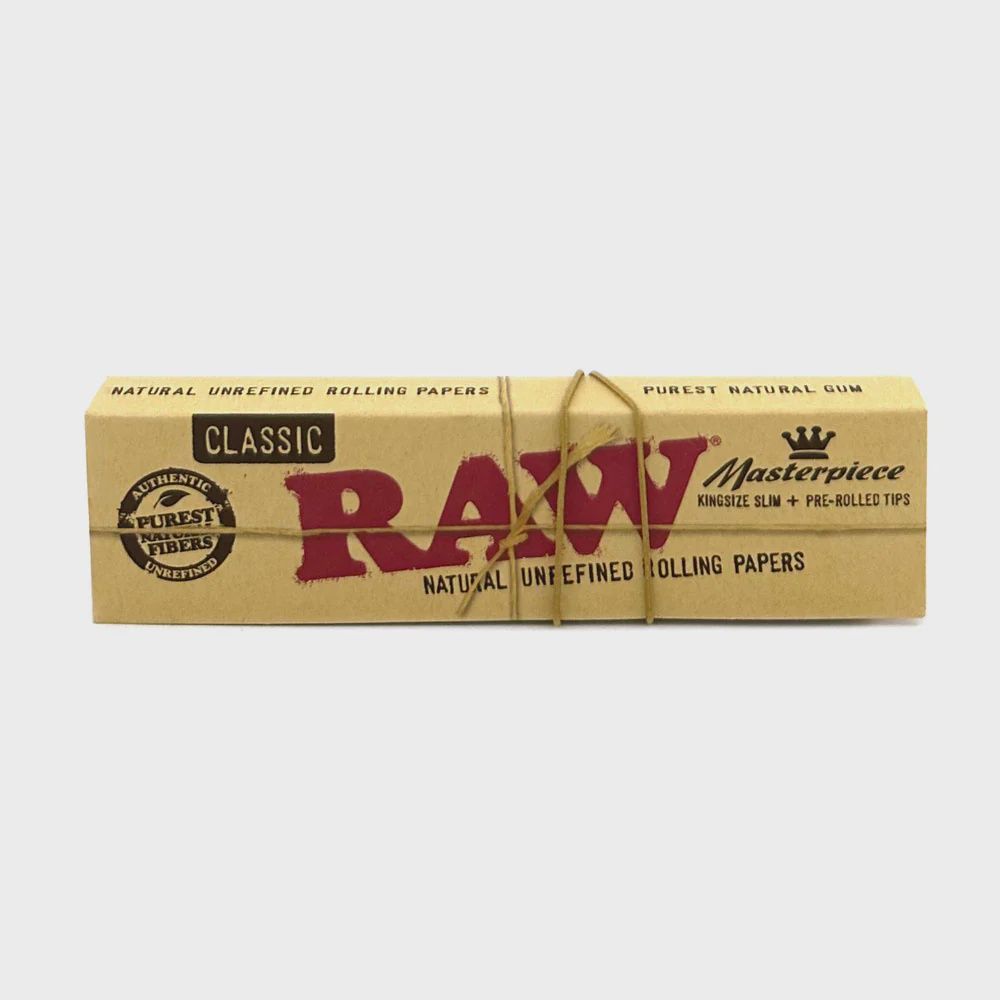 NATURAL UNREFINED ROLLING PAPERS
PUREST NATURAL GUM
CLASSIC
AUTHENTIC
PUREST
NATURAL
FIBERS
UNREFINED
RAW®
Masterpiece
KINGSIZE SLIM + PRE-ROLLED TIPS
NATURAL UNREFINED ROLLING PAPERS